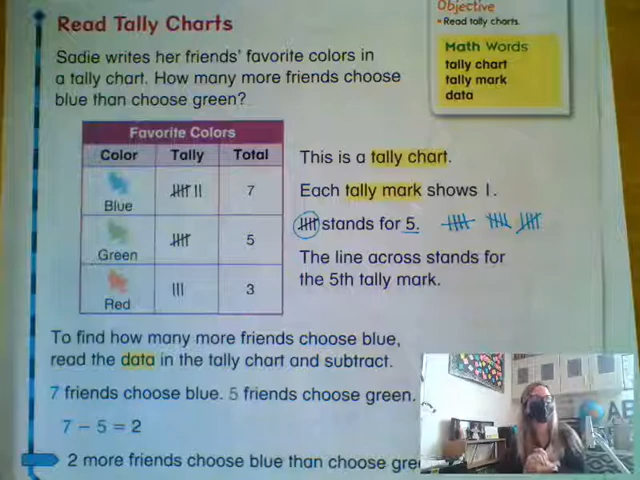 Read Tally Charts
Sadie writes her friends' favorite colors in
a tally chart. How many more friends choose
blue than choose green?
Objective
• Read tally charts.
Math Words
tally chart
tally mark
data
Favorite Colors
Color Tally Total
Blue 7
Green 5
Red 3
This is a tally chart.
Each tally mark shows 1.
stands for 5.
The line across stands for
the 5th tally mark.
To find how many more friends choose blue,
read the data in the tally chart and subtract.
7 friends choose blue. 5 friends choose green.
7 − 5 = 2
2 more friends choose blue than choose gre